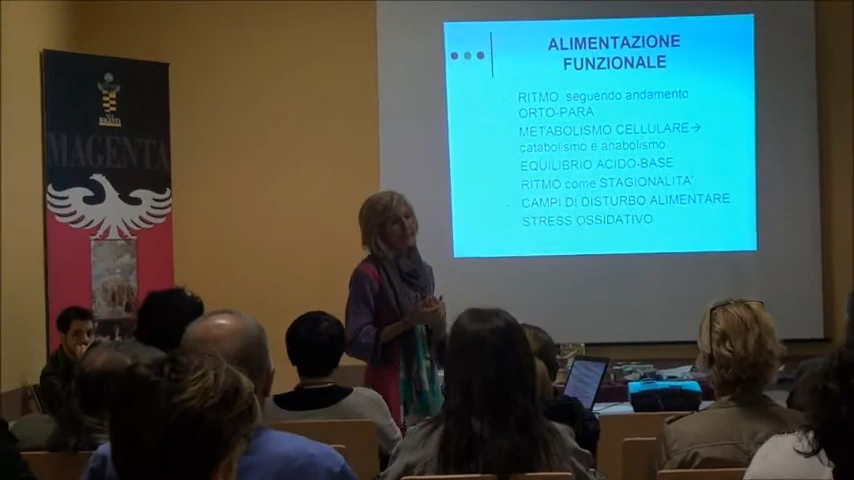 MAGENTA
ALIMENTAZIONE
FUNZIONALE
RITMO seguendo andamento
ORTO-PARA
METABOLISMO CELLULARE→
catabolismo e anabolismo
EQUILIBRIO ACIDO-BASE
RITMO come STAGIONALITA'
CAMPI DI DISTURBO ALIMENTARE
STRESS OSSIDATIVO